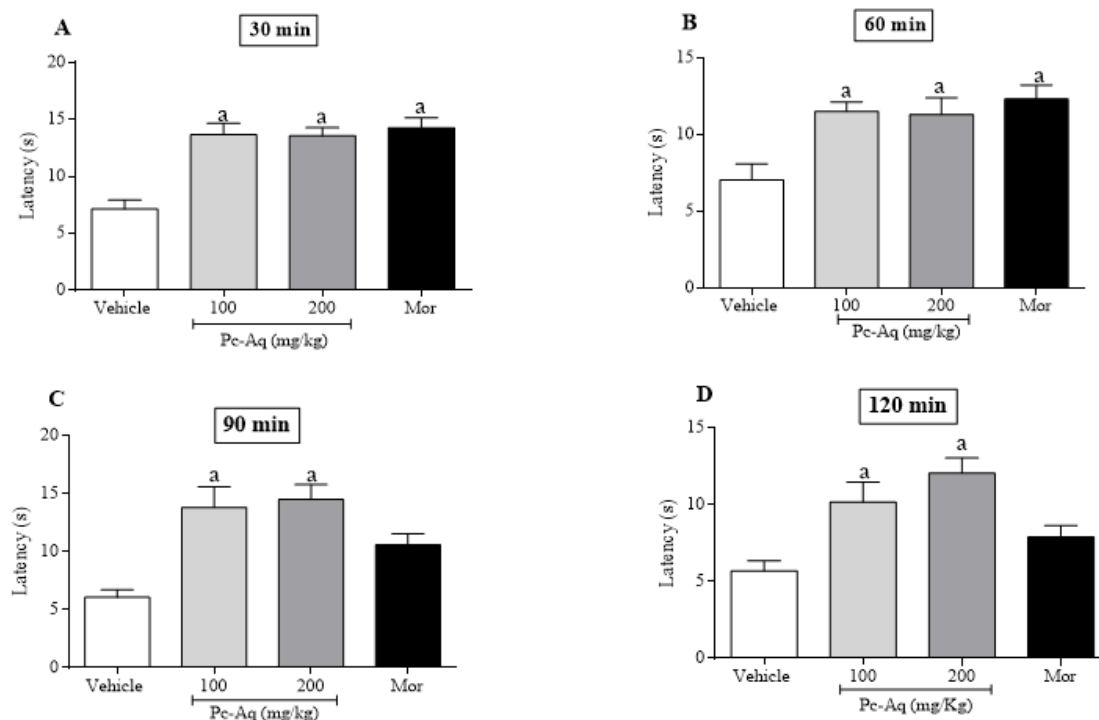 A
30 min
20
15
10
5
0
Latency (s)
a
a
a
Vehicle
100
200
Mor
Pc-Aq (mg/kg)
B
60 min
15
10
5
0
Latency (s)
a
a
a
Vehicle
100
200
Mor
Pc-Aq (mg/kg)
C
90 min
20
15
10
5
0
Latency (s)
a
a
Vehicle
100
200
Mor
Pc-Aq (mg/kg)
D
120 min
15
10
5
0
Latency (s)
a
a
Vehicle
100
200
Mor
Pc-Aq (mg/Kg)